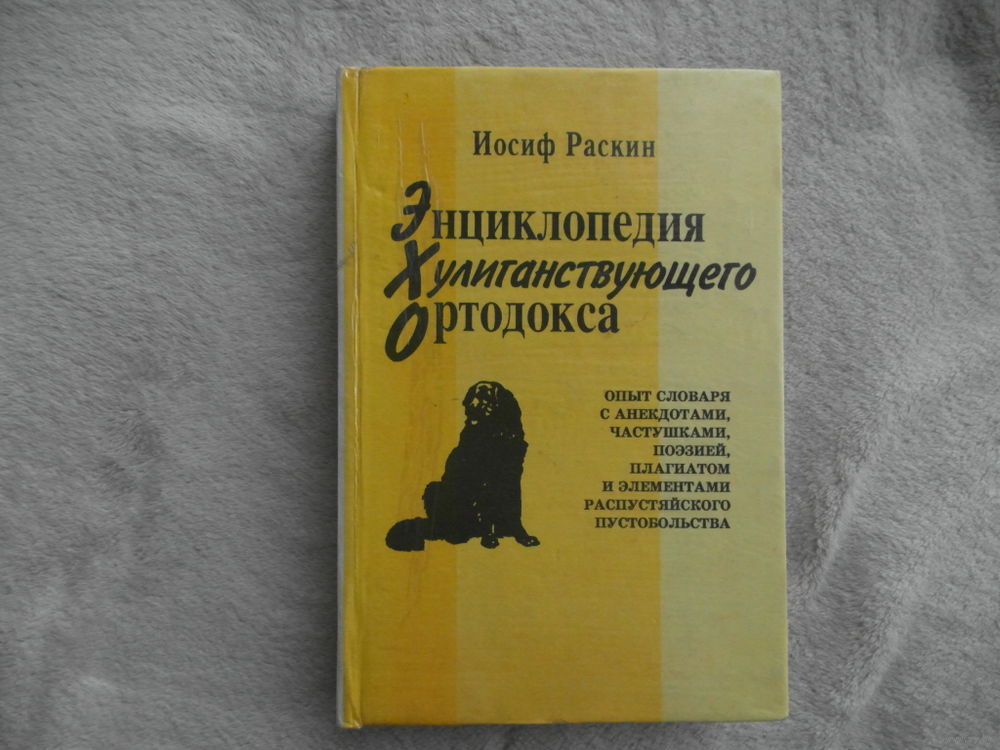 Иосиф Раскин
Энциклопедия
Хулиганствующего
Ортодокса
ОПЫТ СЛОВАРЯ
С АНЕКДОТАМИ,
ЧАСТУШКАМИ,
ПОЭЗИЕЙ,
ПЛАГИАТОМ
И ЭЛЕМЕНТАМИ
РАСПУСТЯЙСКОГО
ПУСТОБОЛЬСТВА